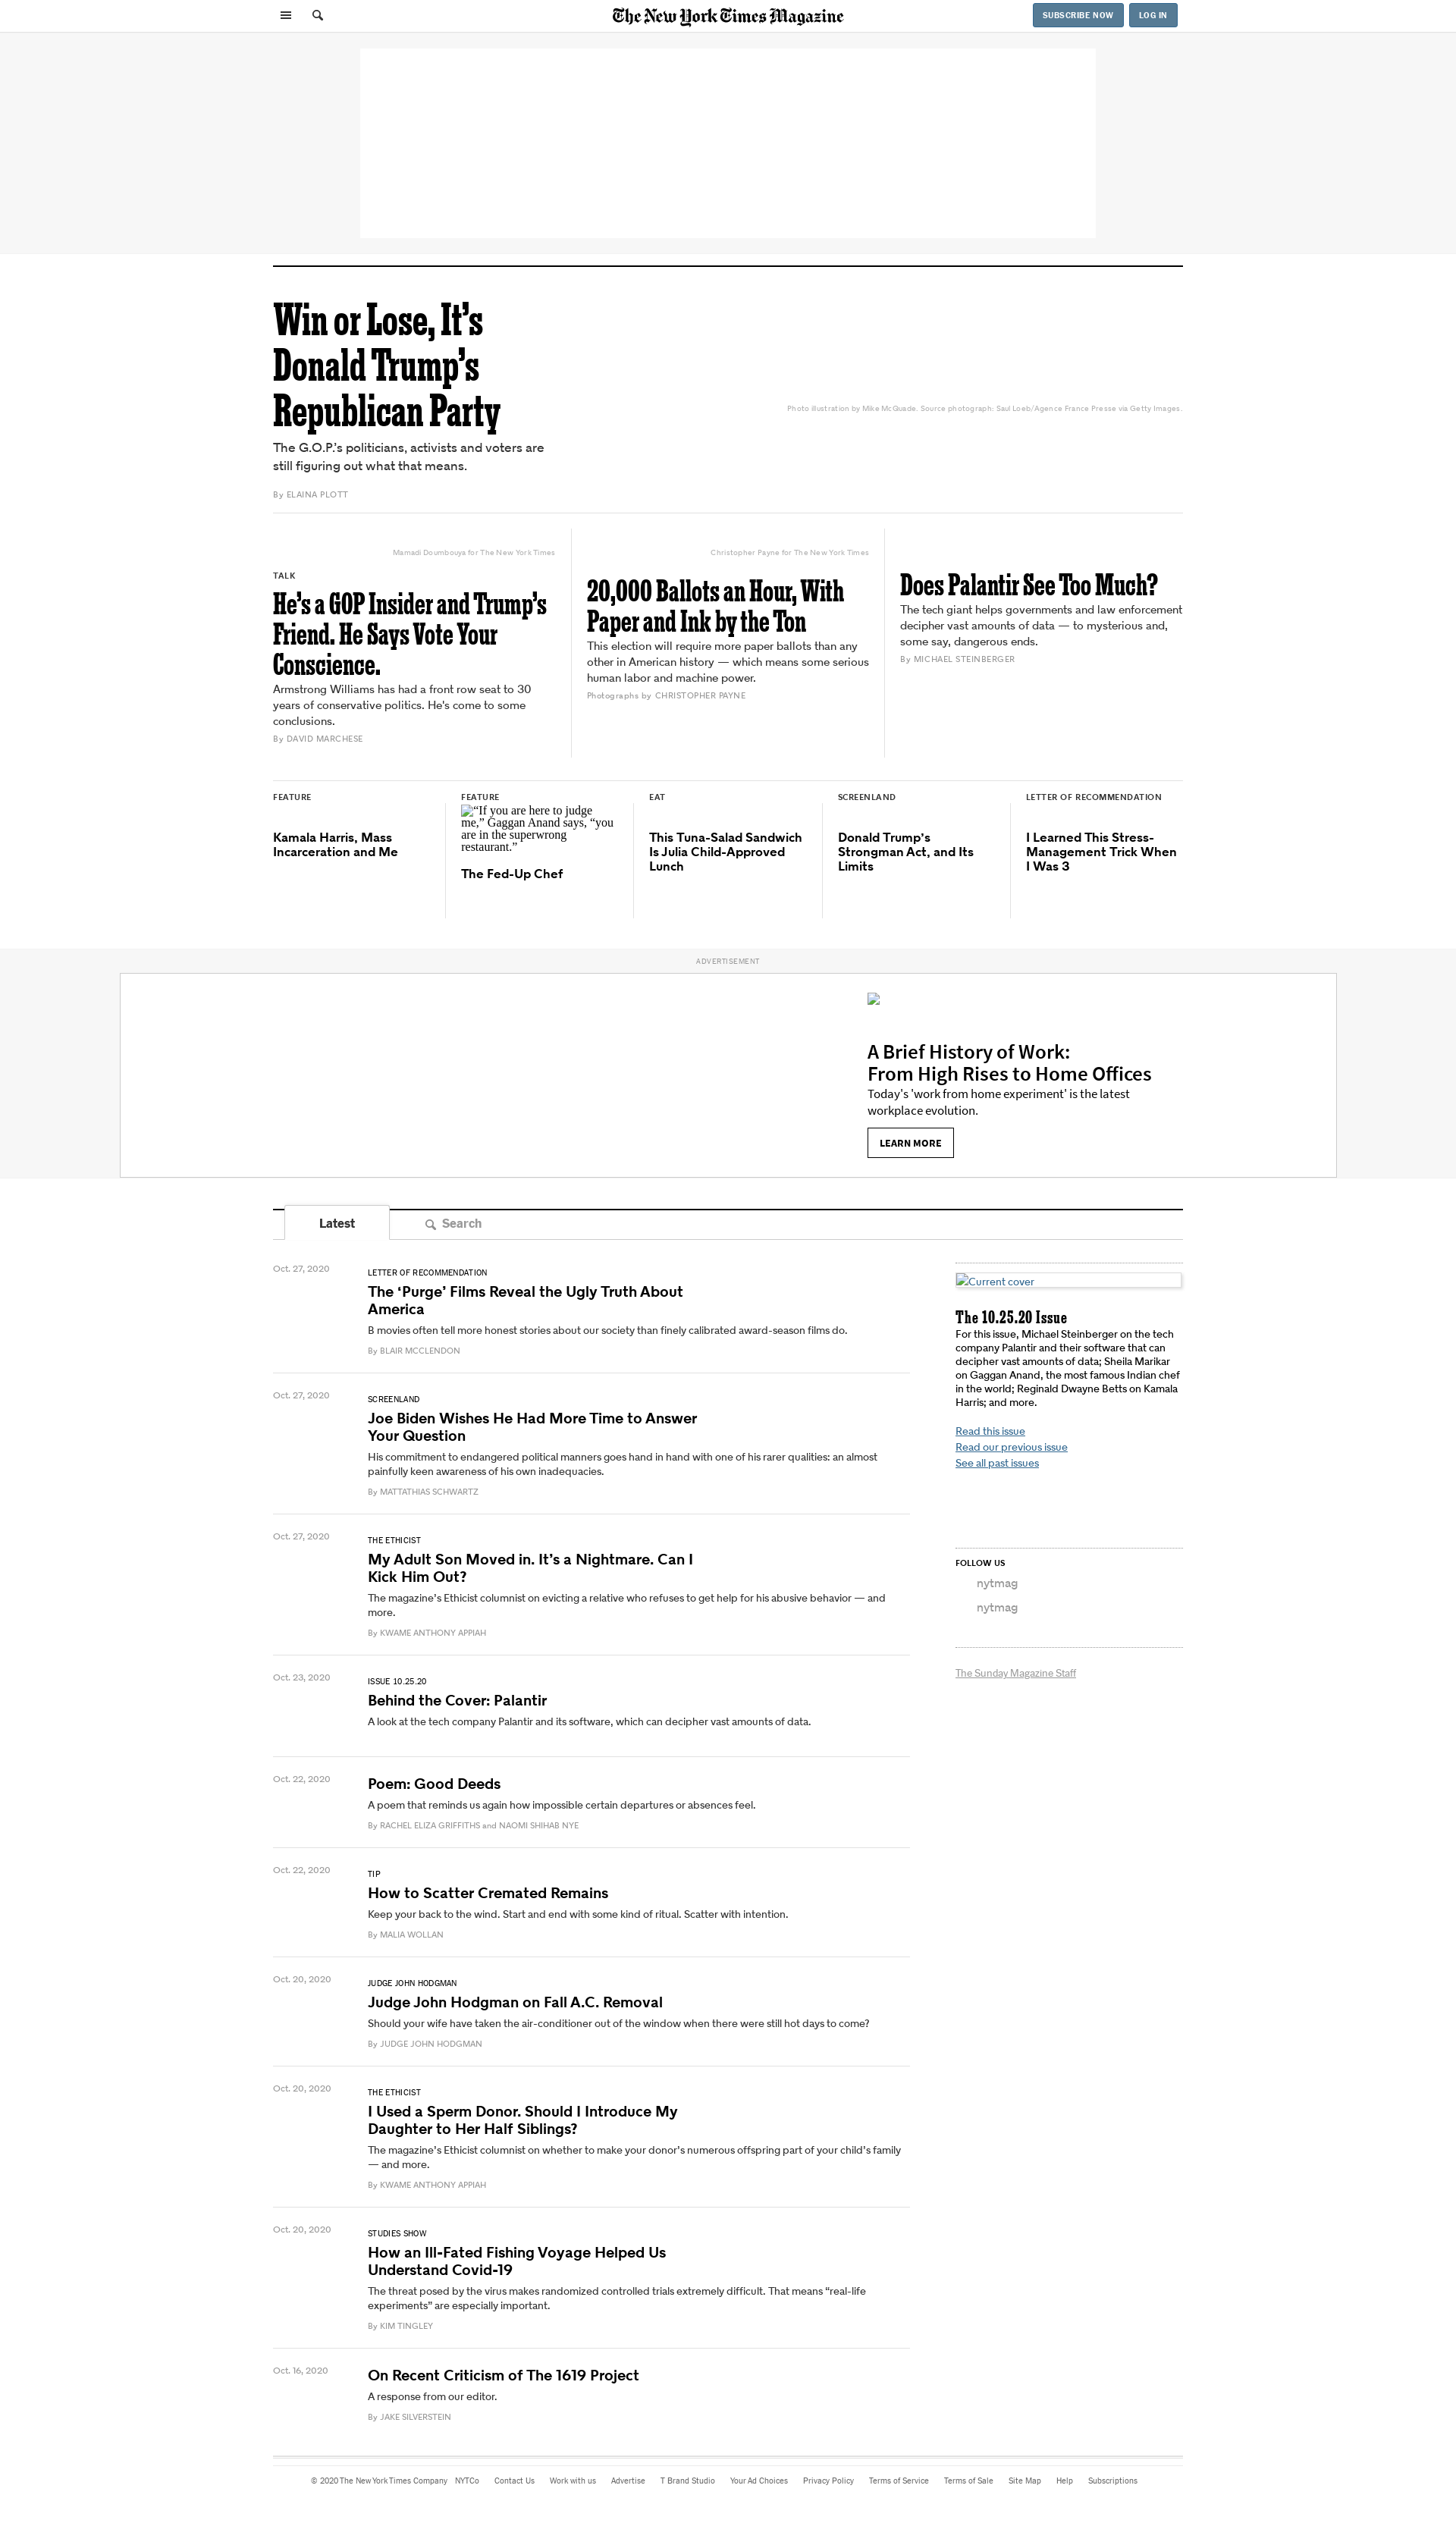 The New York Times Magazine
SUBSCRIBE NOW
LOG IN
Win or Lose, It’s
Donald Trump’s
Republican Party
The G.O.P.’s politicians, activists and voters are
still figuring out what that means.
By ELAINA PLOTT
Photo illustration by Mike McQuade. Source photograph: Saul Loeb/Agence France Presse via Getty Images.
Mamadi Doumbouya for The New York Times
TALK
He’s a GOP Insider and Trump’s
Friend. He Says Vote Your
Conscience.
Armstrong Williams has had a front row seat to 30
years of conservative politics. He's come to some
conclusions.
By DAVID MARCHESE
Christopher Payne for The New York Times
20,000 Ballots an Hour, With
Paper and Ink by the Ton
This election will require more paper ballots than any
other in American history — which means some serious
human labor and machine power.
Photographs by CHRISTOPHER PAYNE
Does Palantir See Too Much?
The tech giant helps governments and law enforcement
decipher vast amounts of data — to mysterious and,
some say, dangerous ends.
By MICHAEL STEINBERGER
FEATURE
Kamala Harris, Mass
Incarceration and Me
FEATURE
“If you are here to judge
me,” Gaggan Anand says, “you
are in the superwrong
restaurant.”
The Fed-Up Chef
EAT
This Tuna-Salad Sandwich
Is Julia Child-Approved
Lunch
SCREENLAND
Donald Trump’s
Strongman Act, and Its
Limits
LETTER OF RECOMMENDATION
I Learned This Stress-
Management Trick When
I Was 3
ADVERTISEMENT
A Brief History of Work:
From High Rises to Home Offices
Today's 'work from home experiment' is the latest
workplace evolution.
LEARN MORE
Latest
Search
Oct. 27, 2020
LETTER OF RECOMMENDATION
The ‘Purge’ Films Reveal the Ugly Truth About
America
B movies often tell more honest stories about our society than finely calibrated award-season films do.
By BLAIR MCCLENDON
Oct. 27, 2020
SCREENLAND
Joe Biden Wishes He Had More Time to Answer
Your Question
His commitment to endangered political manners goes hand in hand with one of his rarer qualities: an almost
painfully keen awareness of his own inadequacies.
By MATTATHIAS SCHWARTZ
Oct. 27, 2020
THE ETHICIST
My Adult Son Moved in. It’s a Nightmare. Can I
Kick Him Out?
The magazine’s Ethicist columnist on evicting a relative who refuses to get help for his abusive behavior — and
more.
By KWAME ANTHONY APPIAH
Oct. 23, 2020
ISSUE 10.25.20
Behind the Cover: Palantir
A look at the tech company Palantir and its software, which can decipher vast amounts of data.
Oct. 22, 2020
Poem: Good Deeds
A poem that reminds us again how impossible certain departures or absences feel.
By RACHEL ELIZA GRIFFITHS and NAOMI SHIHAB NYE
Oct. 22, 2020
TIP
How to Scatter Cremated Remains
Keep your back to the wind. Start and end with some kind of ritual. Scatter with intention.
By MALIA WOLLAN
Oct. 20, 2020
JUDGE JOHN HODGMAN
Judge John Hodgman on Fall A.C. Removal
Should your wife have taken the air-conditioner out of the window when there were still hot days to come?
By JUDGE JOHN HODGMAN
Oct. 20, 2020
THE ETHICIST
I Used a Sperm Donor. Should I Introduce My
Daughter to Her Half Siblings?
The magazine’s Ethicist columnist on whether to make your donor’s numerous offspring part of your child’s family
— and more.
By KWAME ANTHONY APPIAH
Oct. 20, 2020
STUDIES SHOW
How an Ill-Fated Fishing Voyage Helped Us
Understand Covid-19
The threat posed by the virus makes randomized controlled trials extremely difficult. That means “real-life
experiments” are especially important.
By KIM TINGLEY
Oct. 16, 2020
On Recent Criticism of The 1619 Project
A response from our editor.
By JAKE SILVERSTEIN
Current cover
The 10.25.20 Issue
For this issue, Michael Steinberger on the tech
company Palantir and their software that can
decipher vast amounts of data; Sheila Marikar
on Gaggan Anand, the most famous Indian chef
in the world; Reginald Dwayne Betts on Kamala
Harris; and more.
Read this issue
Read our previous issue
See all past issues
FOLLOW US
nytmag
nytmag
The Sunday Magazine Staff
© 2020 The New York Times Company NYTCo Contact Us Work with us Advertise T Brand Studio Your Ad Choices Privacy Policy Terms of Service Terms of Sale Site Map Help Subscriptions